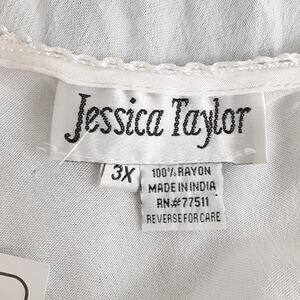 Jessica Taylor
3X
100% RAYON
MADE IN INDIA
RN#77511
REVERSE FOR CARE